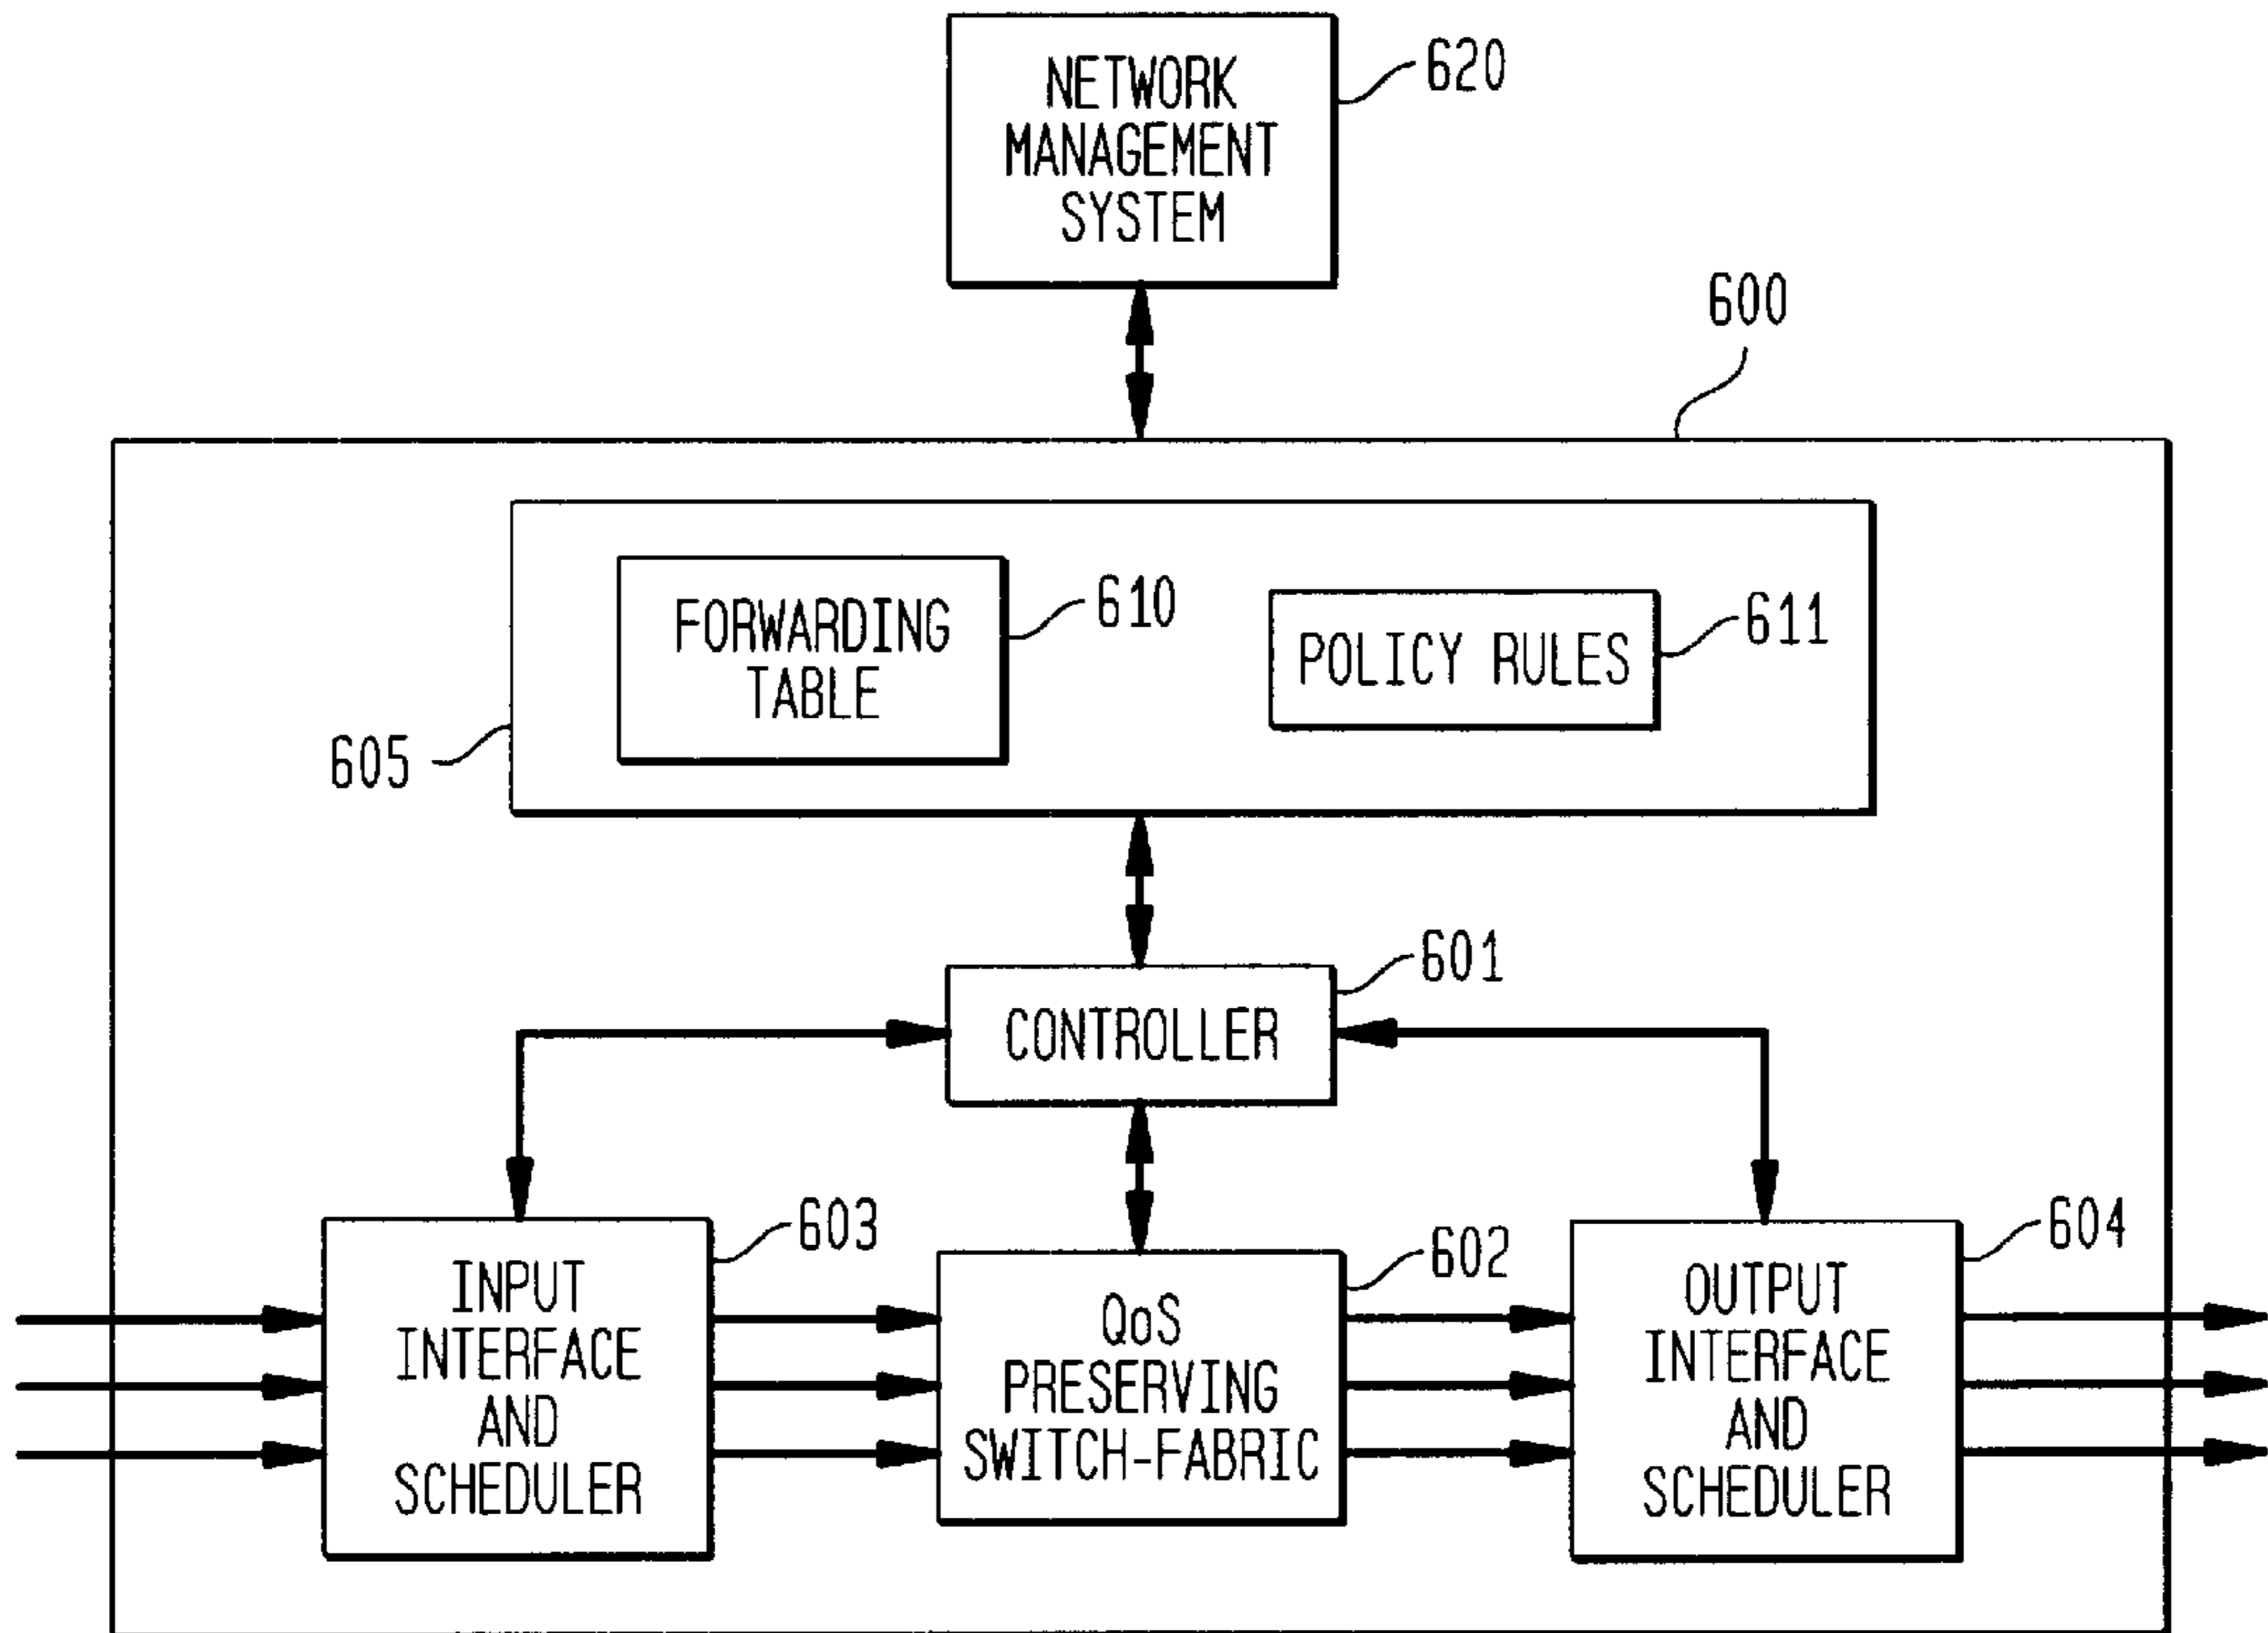 NETWORK
MANAGEMENT
SYSTEM
620
600
FORWARDING
TABLE
610
POLICY RULES
611
605
CONTROLLER
601
INPUT
INTERFACE
AND
SCHEDULER
603
QoS
PRESERVING
SWITCH-FABRIC
602
OUTPUT
INTERFACE
AND
SCHEDULER
604